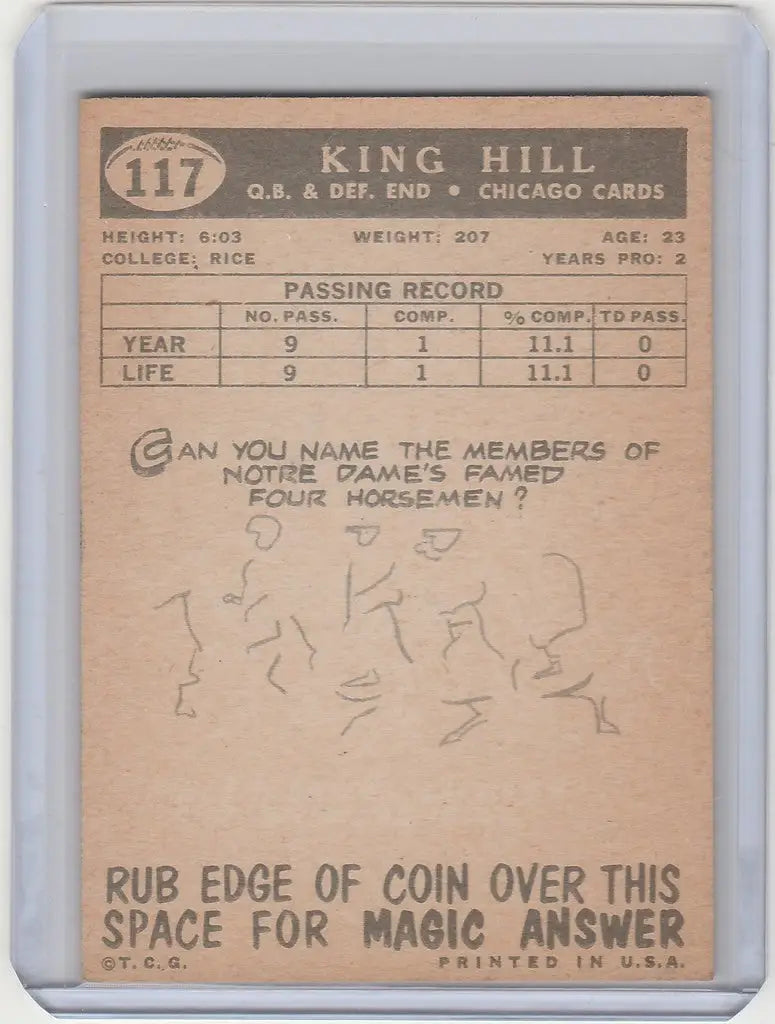 117
KING HILL
Q.B. & DEF. END • CHICAGO CARDS
HEIGHT: 6:03 WEIGHT: 207 AGE: 23
COLLEGE: RICE YEARS PRO: 2
PASSING RECORD
NO. PASS. COMP. % COMP. TD PASS.
YEAR 9 1 11.1 0
LIFE 9 1 11.1 0
CAN YOU NAME THE MEMBERS OF
NOTRE DAME'S FAMED
FOUR HORSEMEN?
RUB EDGE OF COIN OVER THIS
SPACE FOR MAGIC ANSWER
©T.C.G. PRINTED IN U.S.A.